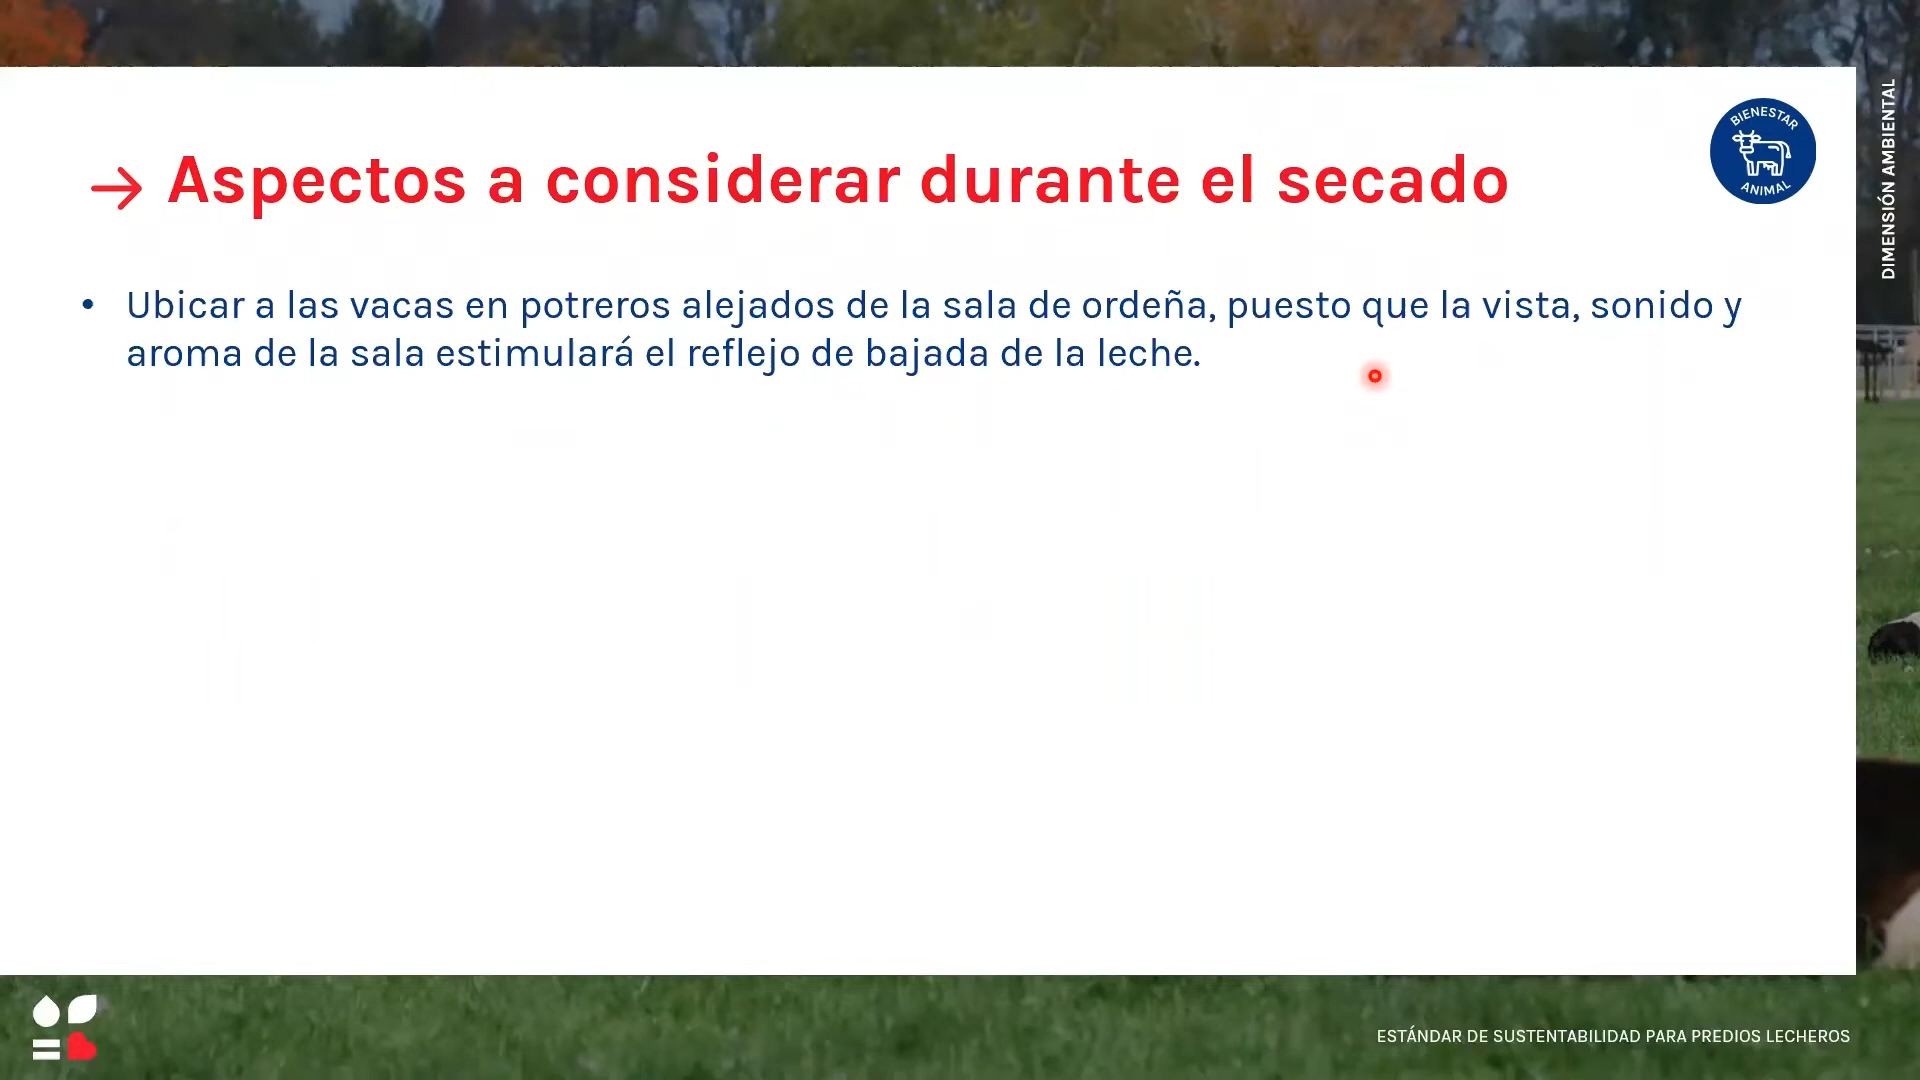 → Aspectos a considerar durante el secado
BIENESTAR
ANIMAL
DIMENSIÓN AMBIENTAL
• Ubicar a las vacas en potreros alejados de la sala de ordeña, puesto que la vista, sonido y
aroma de la sala estimulará el reflejo de bajada de la leche.
ESTÁNDAR DE SUSTENTABILIDAD PARA PREDIOS LECHEROS